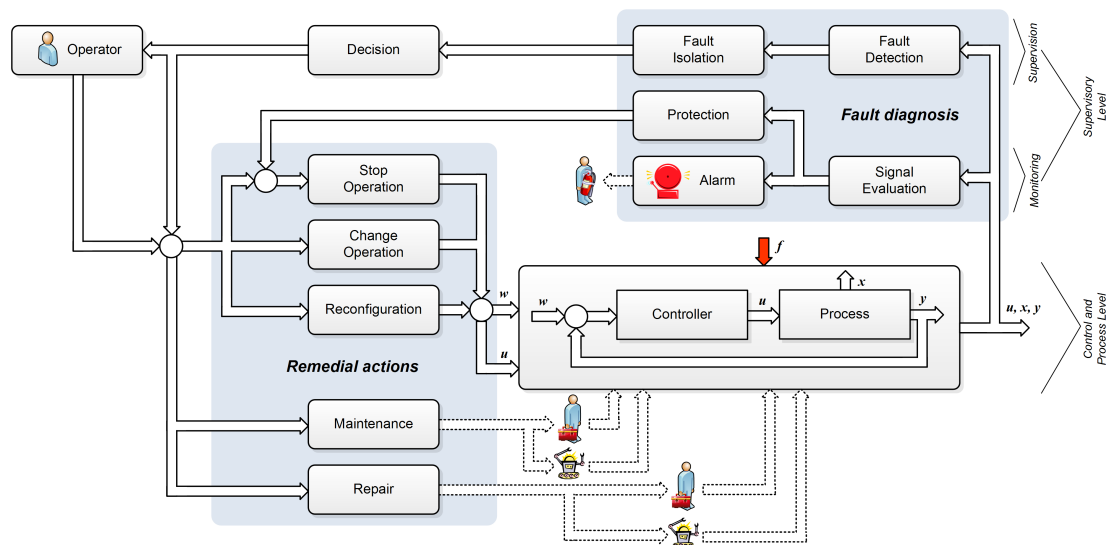 Operator
Decision
Fault
Isolation
Fault
Detection
Supervision
Supervisory
Level
Protection
Fault diagnosis
Stop
Operation
Alarm
Signal
Evaluation
Monitoring
Change
Operation
f
Reconfiguration
w
w
Controller
u
Process
x
y
u, x, y
Control and
Process Level
u
Remedial actions
Maintenance
Repair